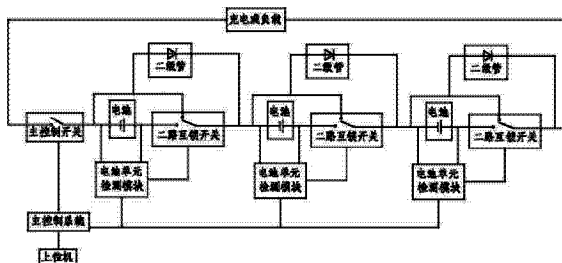 充电或负载
二极管
二极管
二极管
电池
电池
电池
主控制开关
二路互锁开关
二路互锁开关
二路互锁开关
电池单元
检测模块
电池单元
检测模块
电池单元
检测模块
主控制系统
上位机